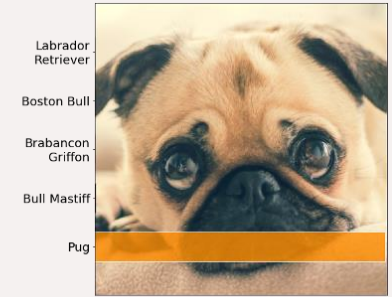 Labrador
Retriever
Boston Bull
Brabancon
Griffon
Bull Mastiff
Pug